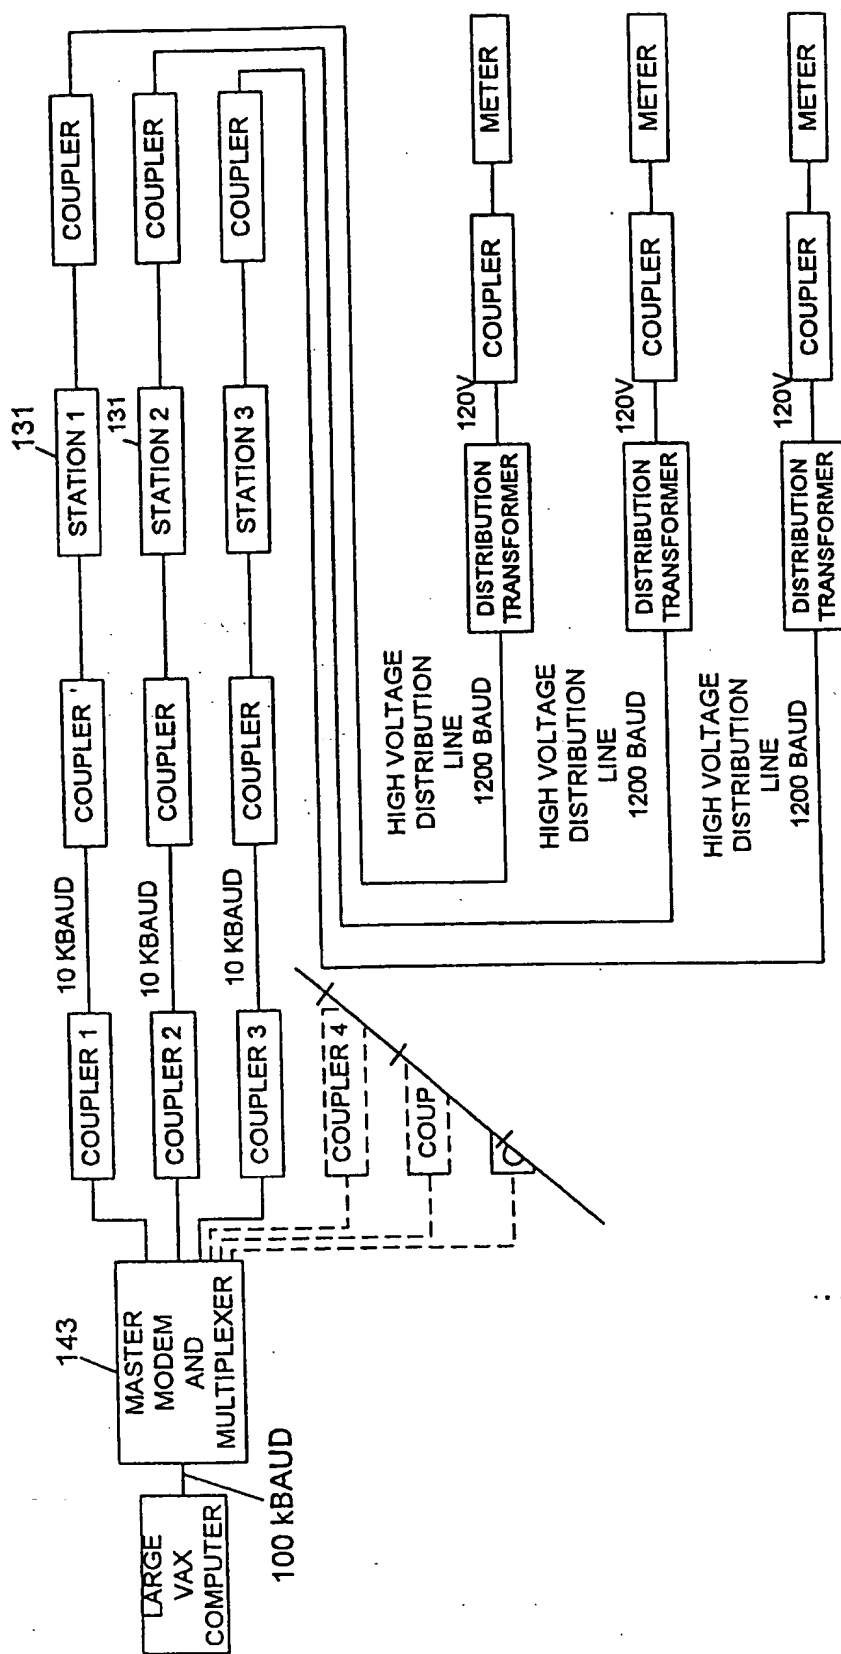 LARGE
VAX
COMPUTER
100 kBAUD
143
MASTER
MODEM
AND
MULTIPLEXER
COUPLER 1
10 KBAUD
COUPLER
131
STATION 1
COUPLER
COUPLER 2
10 KBAUD
COUPLER
131
STATION 2
COUPLER
COUPLER 3
10 KBAUD
COUPLER
STATION 3
COUPLER
COUPLER 4
COUP
C
HIGH VOLTAGE
DISTRIBUTION
LINE
1200 BAUD
DISTRIBUTION
TRANSFORMER
120V
COUPLER
METER
HIGH VOLTAGE
DISTRIBUTION
LINE
1200 BAUD
DISTRIBUTION
TRANSFORMER
120V
COUPLER
METER
HIGH VOLTAGE
DISTRIBUTION
LINE
1200 BAUD
DISTRIBUTION
TRANSFORMER
120V
COUPLER
METER